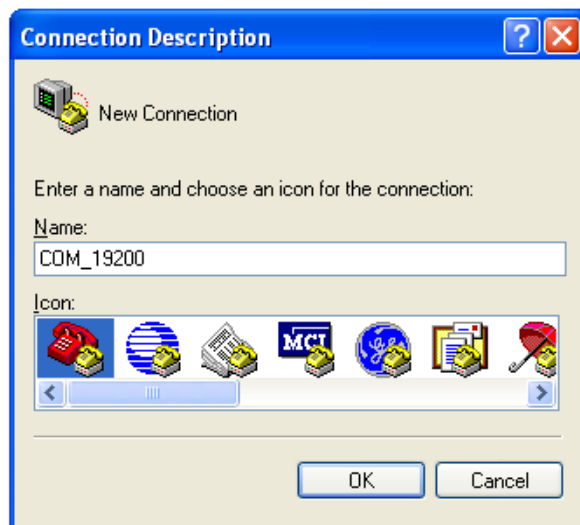 Connection Description
New Connection
Enter a name and choose an icon for the connection:
Name:
COM_19200
Icon:
MCI
OK Cancel